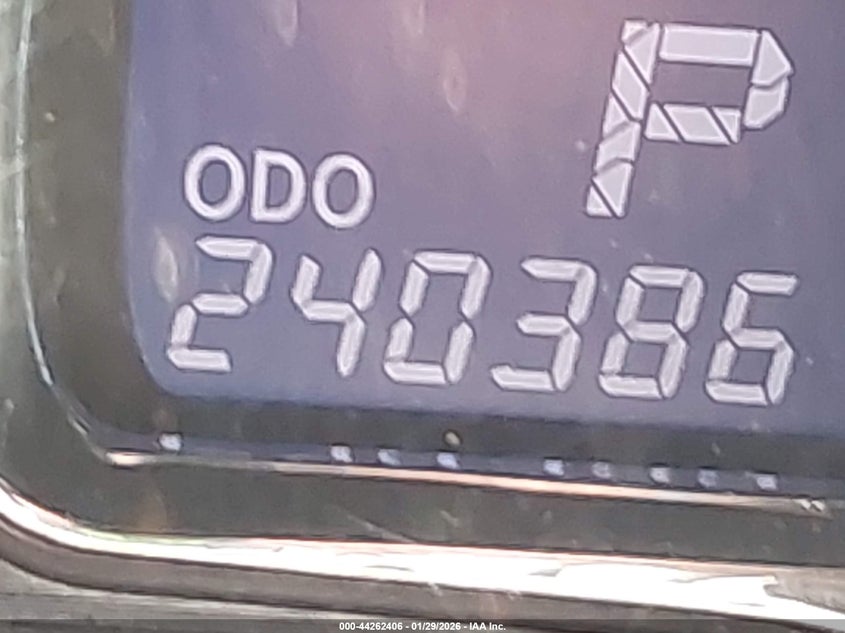 P
ODO
240386
000-44262406 - 01/29/2026 - IAA Inc.